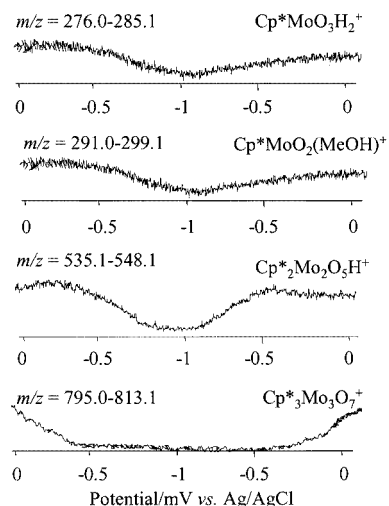 m/z = 276.0-285.1 Cp*MoO₃H₂⁺
0 -0.5 -1 -0.5 0
m/z = 291.0-299.1 Cp*MoO₂(MeOH)⁺
0 -0.5 -1 -0.5 0
m/z = 535.1-548.1 Cp*₂Mo₂O₅H⁺
0 -0.5 -1 -0.5 0
m/z = 795.0-813.1 Cp*₃Mo₃O₇⁺
0 -0.5 -1 -0.5 0
Potential/mV vs. Ag/AgCl